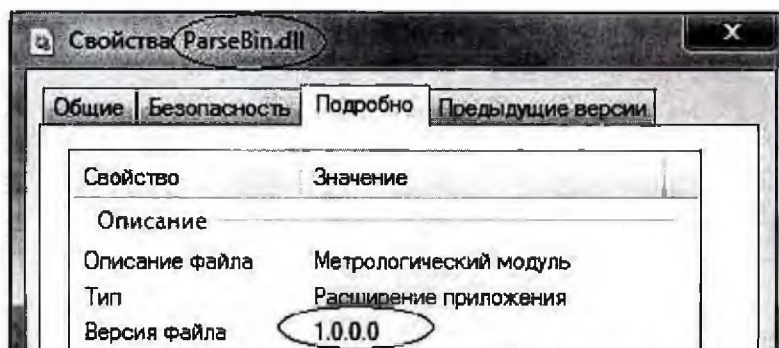 Свойства: ParseBin.dll
x
Общие Безопасность Подробно Предыдущие версии
Свойство Значение
Описание
Описание файла Метрологический модуль
Тип Расширение приложения
Версия файла 1.0.0.0